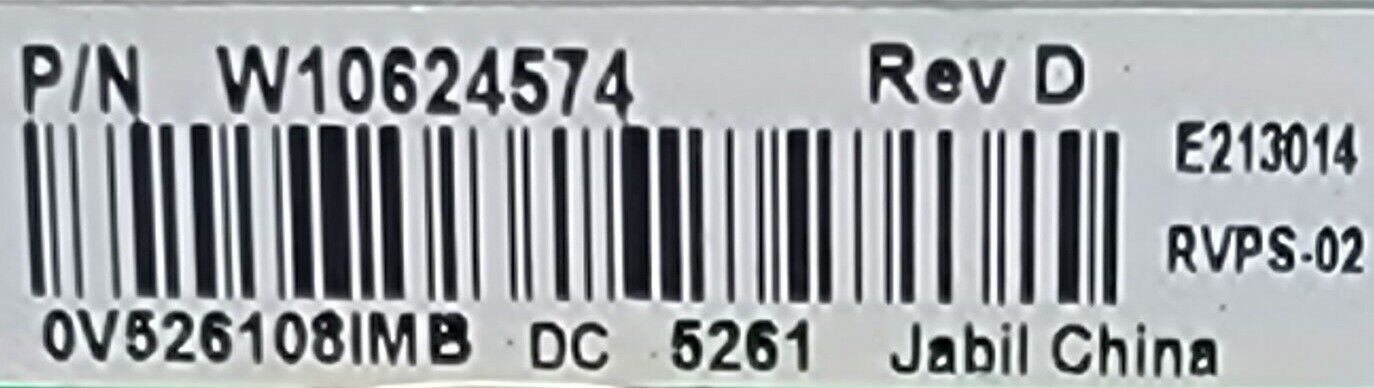 P/N W10624574 Rev D
E213014
RVPS-02
0V526108IMB DC 5261 Jabil China